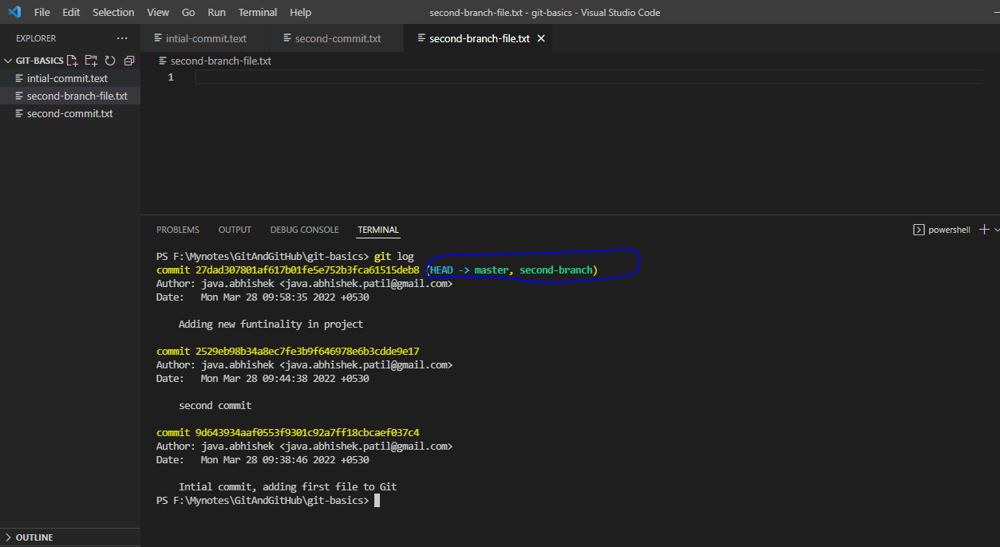 File Edit Selection View Go Run Terminal Help second-branch-file.txt - git-basics - Visual Studio Code
EXPLORER ...
intial-commit.text second-commit.txt second-branch-file.txt
GIT-BASICS
second-branch-file.txt
intial-commit.text
second-branch-file.txt
second-commit.txt
1
PROBLEMS OUTPUT DEBUG CONSOLE TERMINAL powershell
PS F:\Mynotes\GitAndGitHub\git-basics> git log
commit 27dad307801af617b01fe5e752b3fca61515deb8 (HEAD -> master, second-branch)
Author: java.abhishek <java.abhishek.patil@gmail.com>
Date:   Mon Mar 28 09:58:35 2022 +0530
Adding new funtinality in project
commit 2529eb98b34a8ec7fe3b9f646978e6b3cdde9e17
Author: java.abhishek <java.abhishek.patil@gmail.com>
Date:   Mon Mar 28 09:44:38 2022 +0530
second commit
commit 9d643934aaf0553f9301c92a7ff18cbcaef037c4
Author: java.abhishek <java.abhishek.patil@gmail.com>
Date:   Mon Mar 28 09:38:46 2022 +0530
Intial commit, adding first file to Git
PS F:\Mynotes\GitAndGitHub\git-basics>
OUTLINE